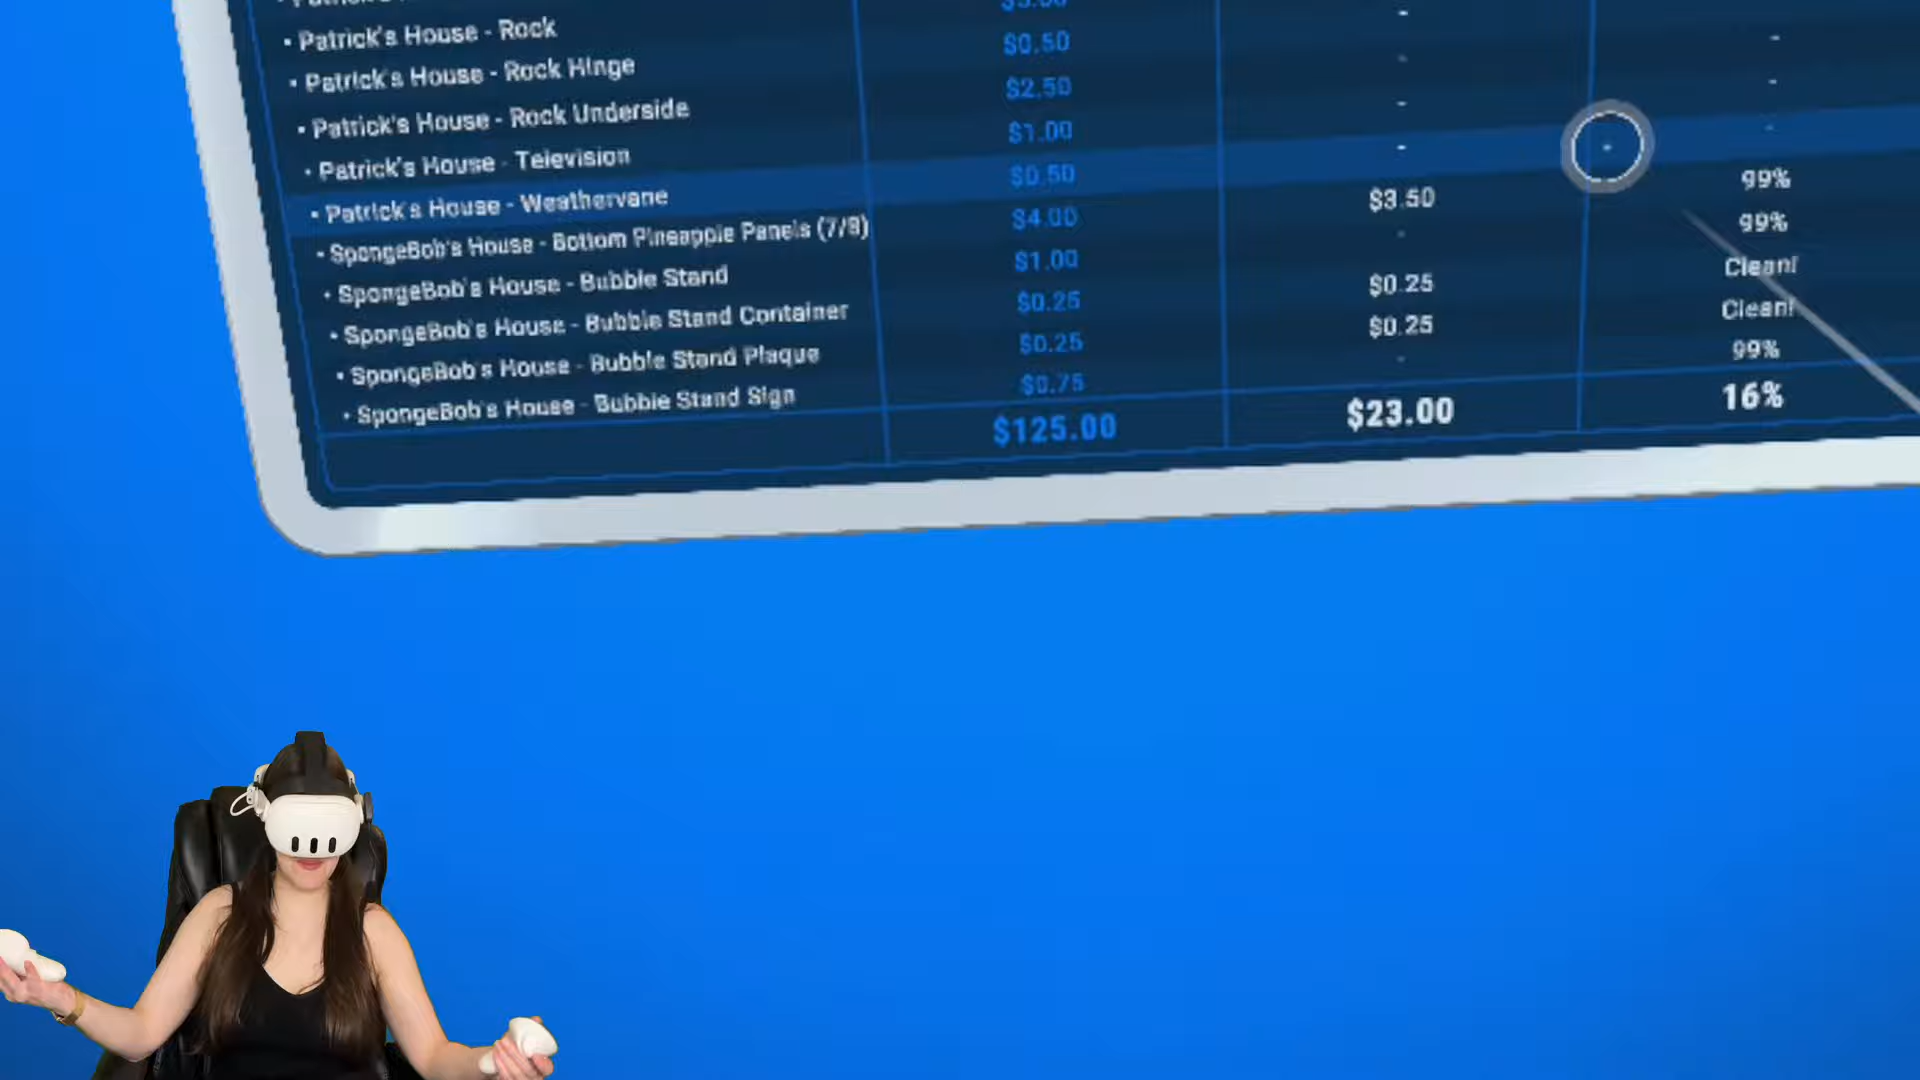 • Patrick's House - Rock $0.50 - -
• Patrick's House - Rock Hinge $2.50 - -
• Patrick's House - Rock Underside $1.00 - -
• Patrick's House - Television $0.50 - -
• Patrick's House - Weathervane
• SpongeBob's House - Bottom Pineapple Panels (7/8) $4.00 $3.50 99%
• SpongeBob's House - Bubble Stand $1.00 - 99%
• SpongeBob's House - Bubble Stand Container $0.25 $0.25 Clean!
• SpongeBob's House - Bubble Stand Plaque $0.25 $0.25 Clean!
• SpongeBob's House - Bubble Stand Sign $0.75 - 99%
$125.00 $23.00 16%